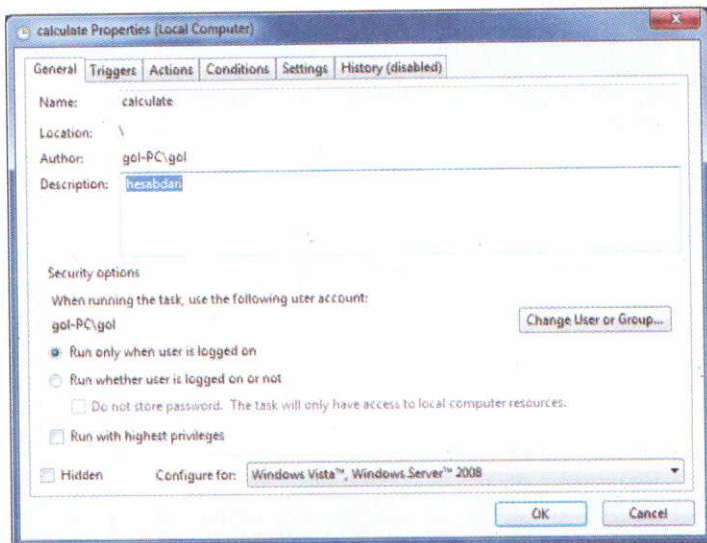 calculate Properties (Local Computer)
General Triggers Actions Conditions Settings History (disabled)
Name: calculate
Location: \
Author: gol-PC\gol
Description: hesabdari
Security options
When running the task, use the following user account:
gol-PC\gol
Change User or Group...
Run only when user is logged on
Run whether user is logged on or not
Do not store password. The task will only have access to local computer resources.
Run with highest privileges
Hidden Configure for: Windows Vista™, Windows Server™ 2008
OK Cancel